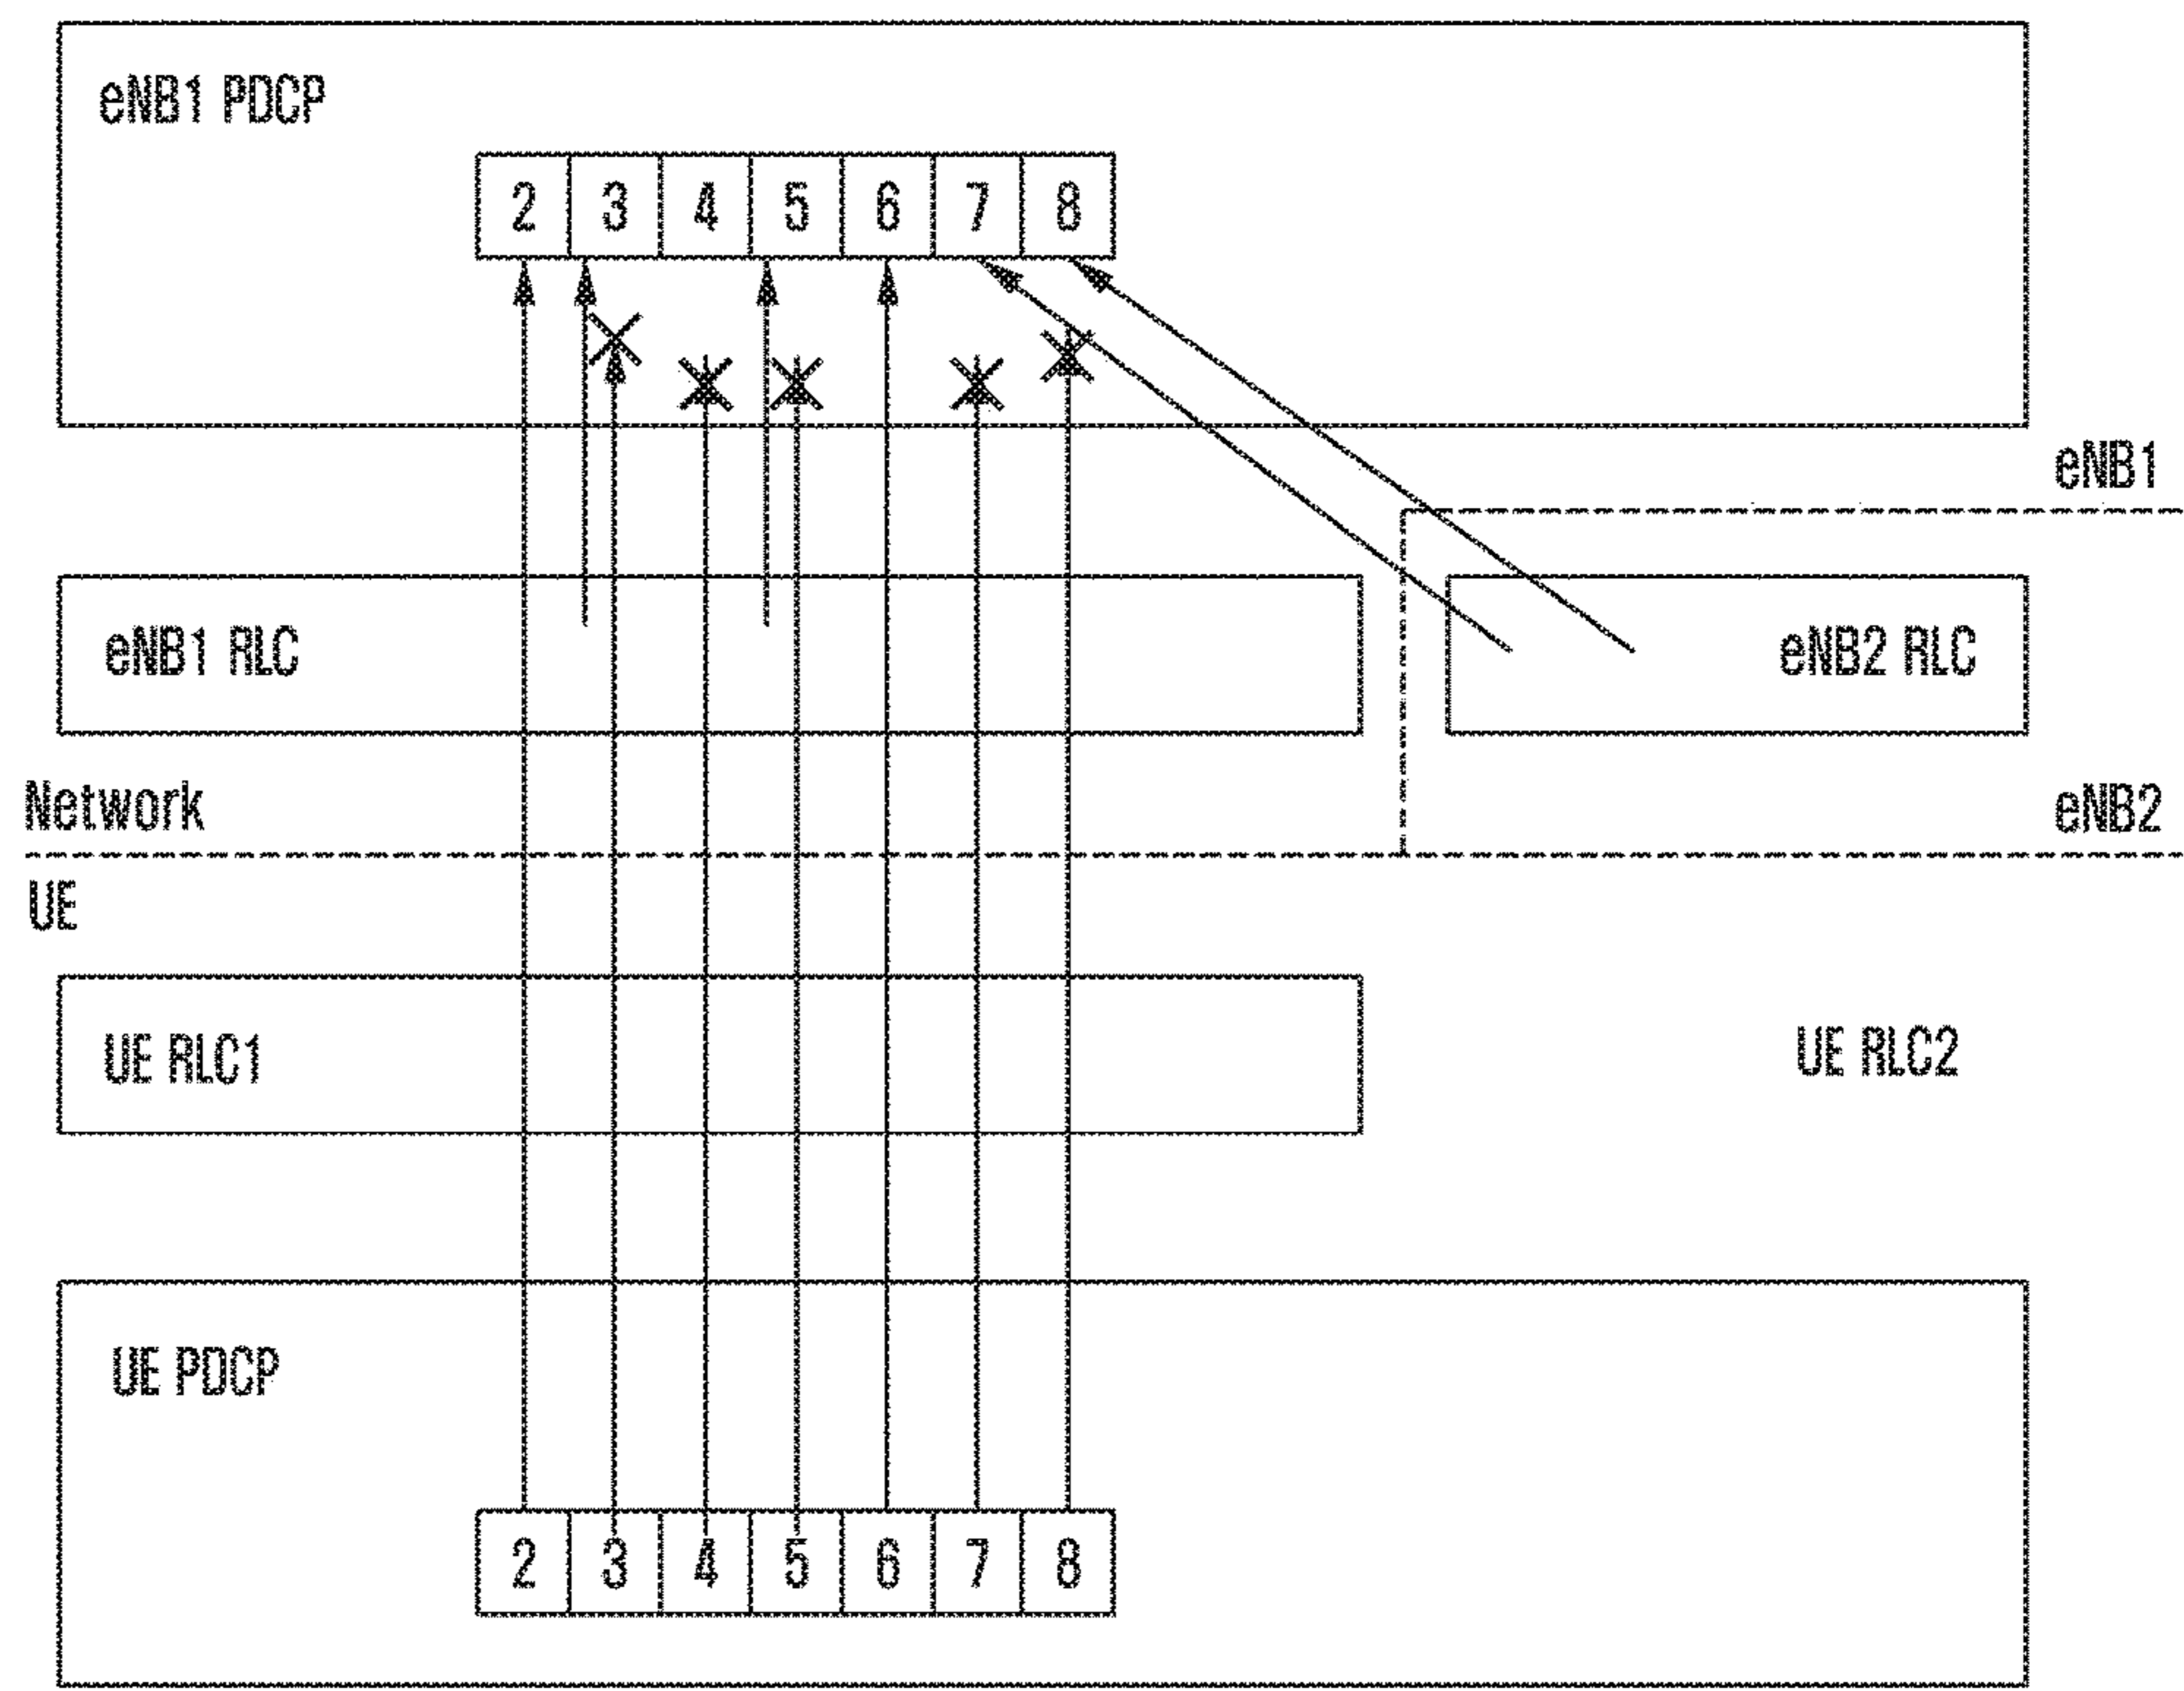 eNB1 PDCP
2 3 4 5 6 7 8
eNB1
eNB1 RLC
eNB2 RLC
Network
eNB2
UE
UE RLC1
UE RLC2
UE PDCP
2 3 4 5 6 7 8